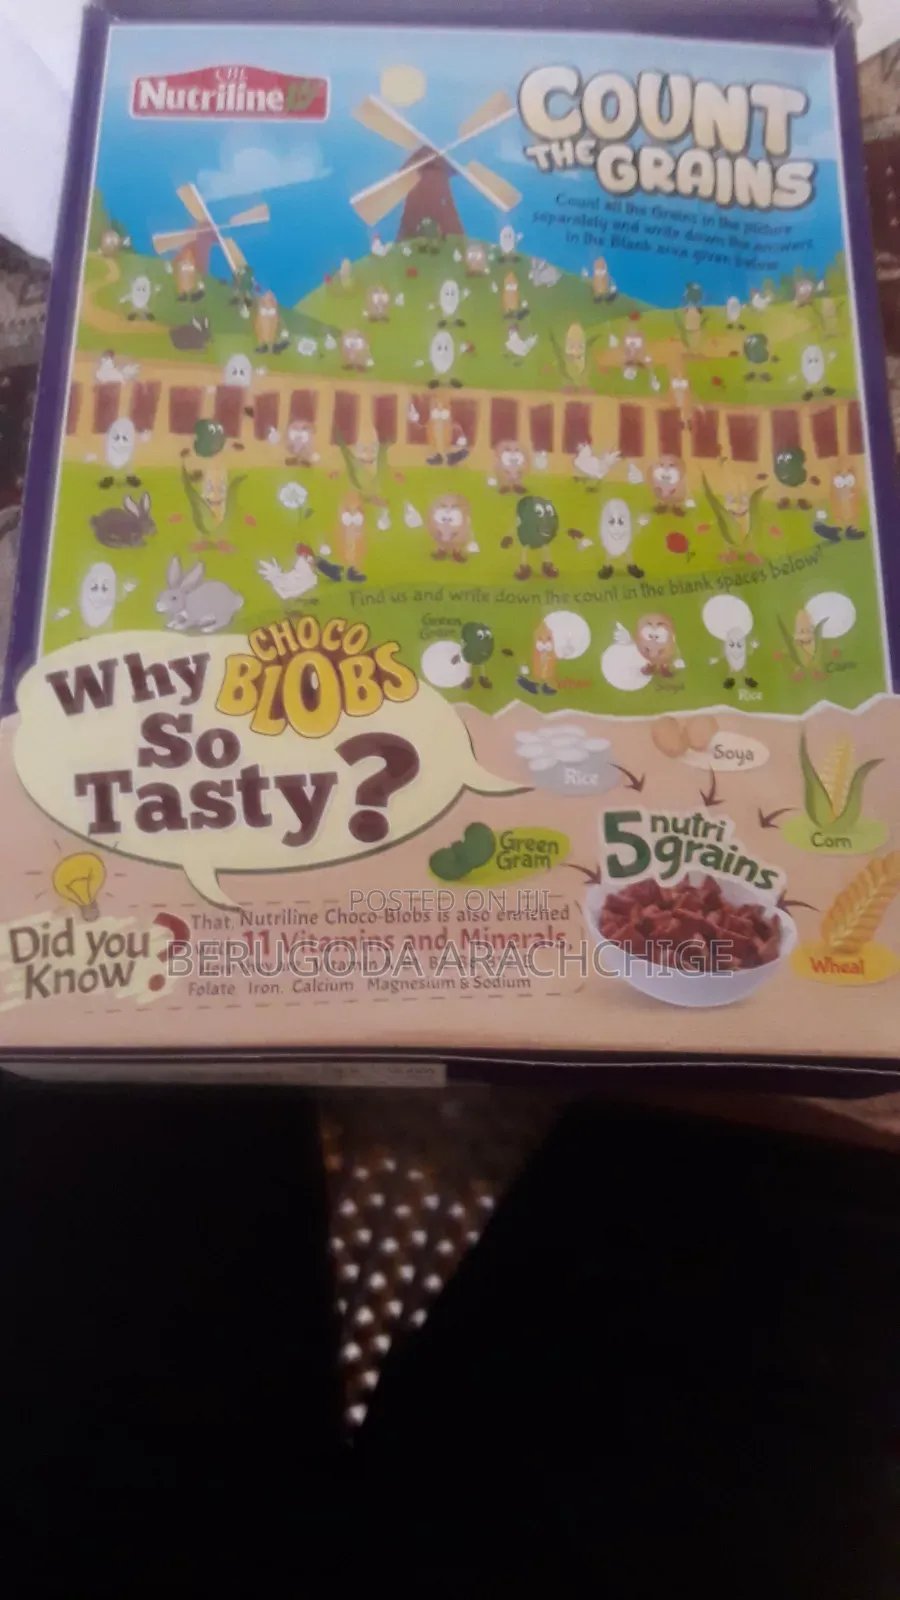 CBL
Nutriline
COUNT
THE GRAINS
Count all the Grains in the picture
separately and write down the answers
in the Blank area given below
Find us and write down the count in the blank spaces below!
Green
Gram
Soya
Rice
Corn
Why
CHOCO
BLOBS
So
Tasty?
Rice
Soya
Corn
Green
Gram
5 nutri
grains
Wheat
Did you
Know?
That, Nutriline Choco-Blobs is also enriched
11 Vitamins and Minerals,
Folate, Iron, Calcium, Magnesium & Sodium
POSTED ON JIJI
BERUGODA ARACHCHIGE